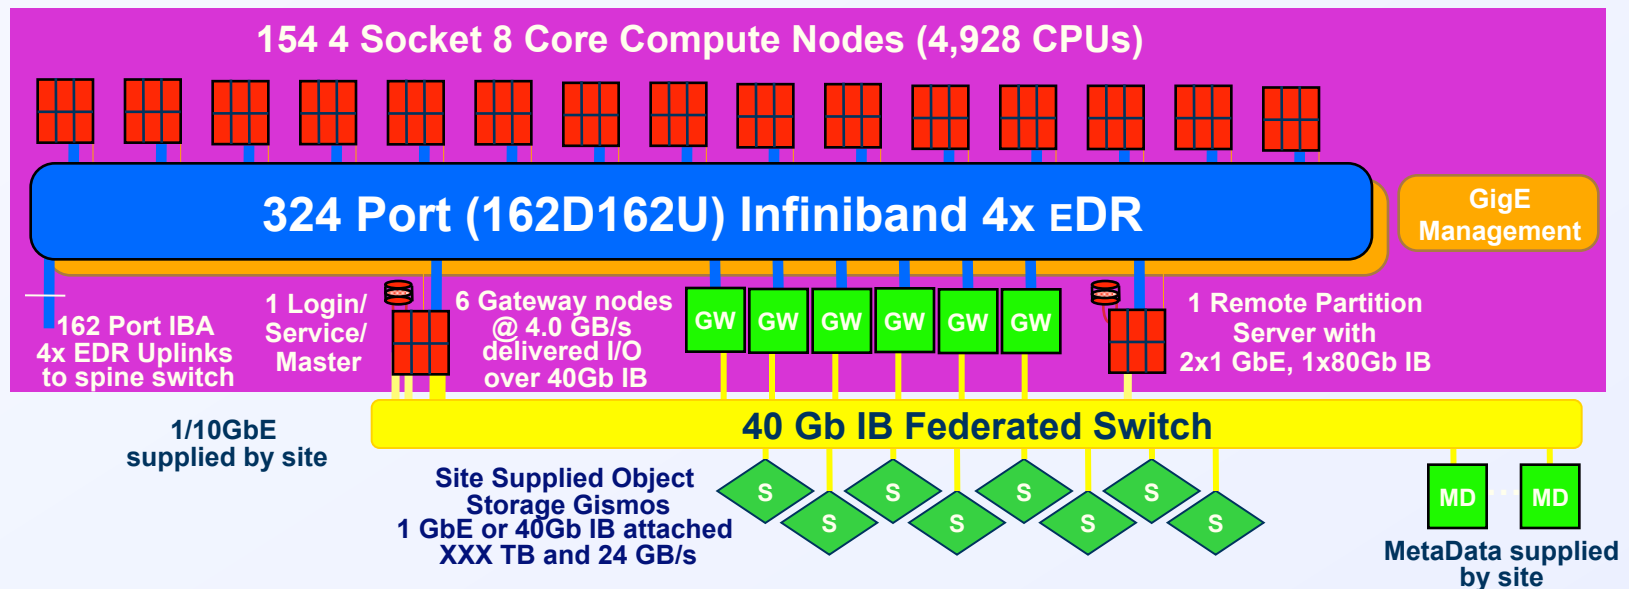 154 4 Socket 8 Core Compute Nodes (4,928 CPUs)
324 Port (162D162U) Infiniband 4x EDR
GigE
Management
162 Port IBA
4x EDR Uplinks
to spine switch
1 Login/
Service/
Master
6 Gateway nodes
@ 4.0 GB/s
delivered I/O
over 40Gb IB
GW
GW
GW
GW
GW
GW
1 Remote Partition
Server with
2x1 GbE, 1x80Gb IB
40 Gb IB Federated Switch
1/10GbE
supplied by site
Site Supplied Object
Storage Gismos
1 GbE or 40Gb IB attached
XXX TB and 24 GB/s
S
S
S
S
S
S
S
S
MD
MD
MetaData supplied
by site